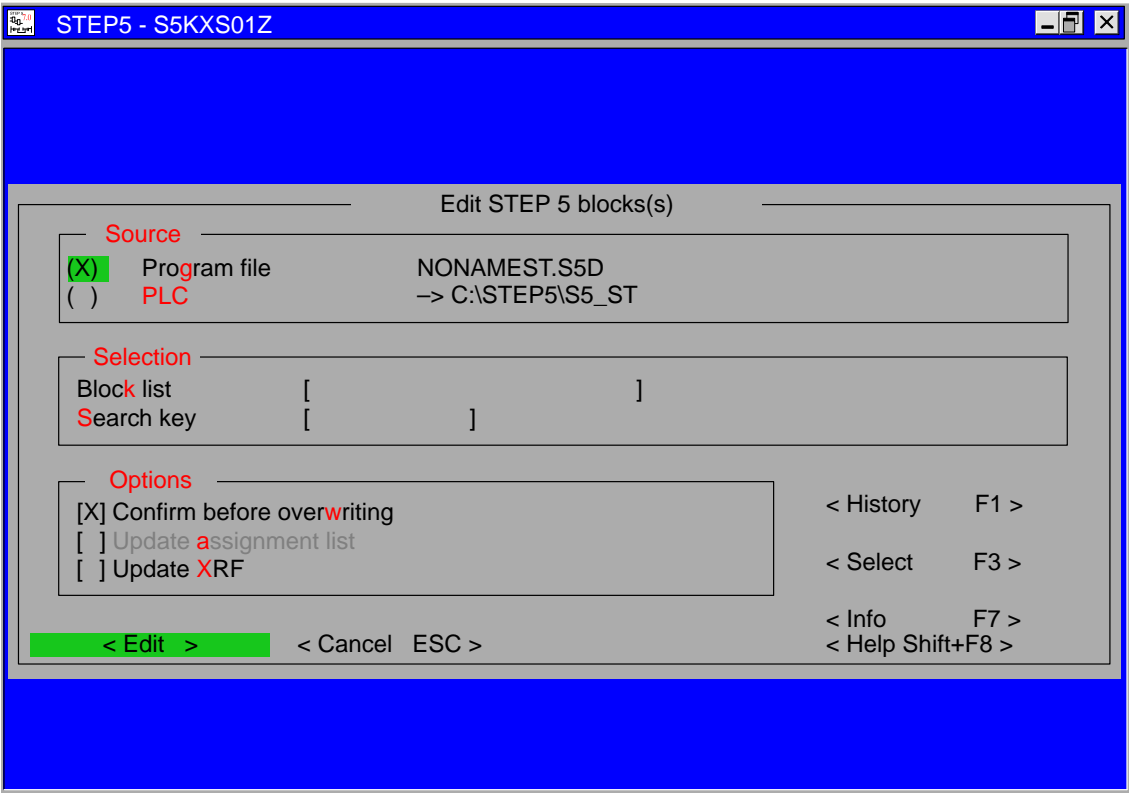 STEP5 - S5KXS01Z
Edit STEP 5 blocks(s)
Source
(X) Program file NONAMEST.S5D
( ) PLC –> C:\STEP5\S5_ST
Selection
Block list [ ]
Search key [ ]
Options
[X] Confirm before overwriting
[ ] Update assignment list
[ ] Update XRF
< History F1 >
< Select F3 >
< Info F7 >
< Edit > < Cancel ESC > < Help Shift+F8 >